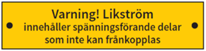 Varning! Likström
innehåller spänningsförande delar
som inte kan frånkopplas